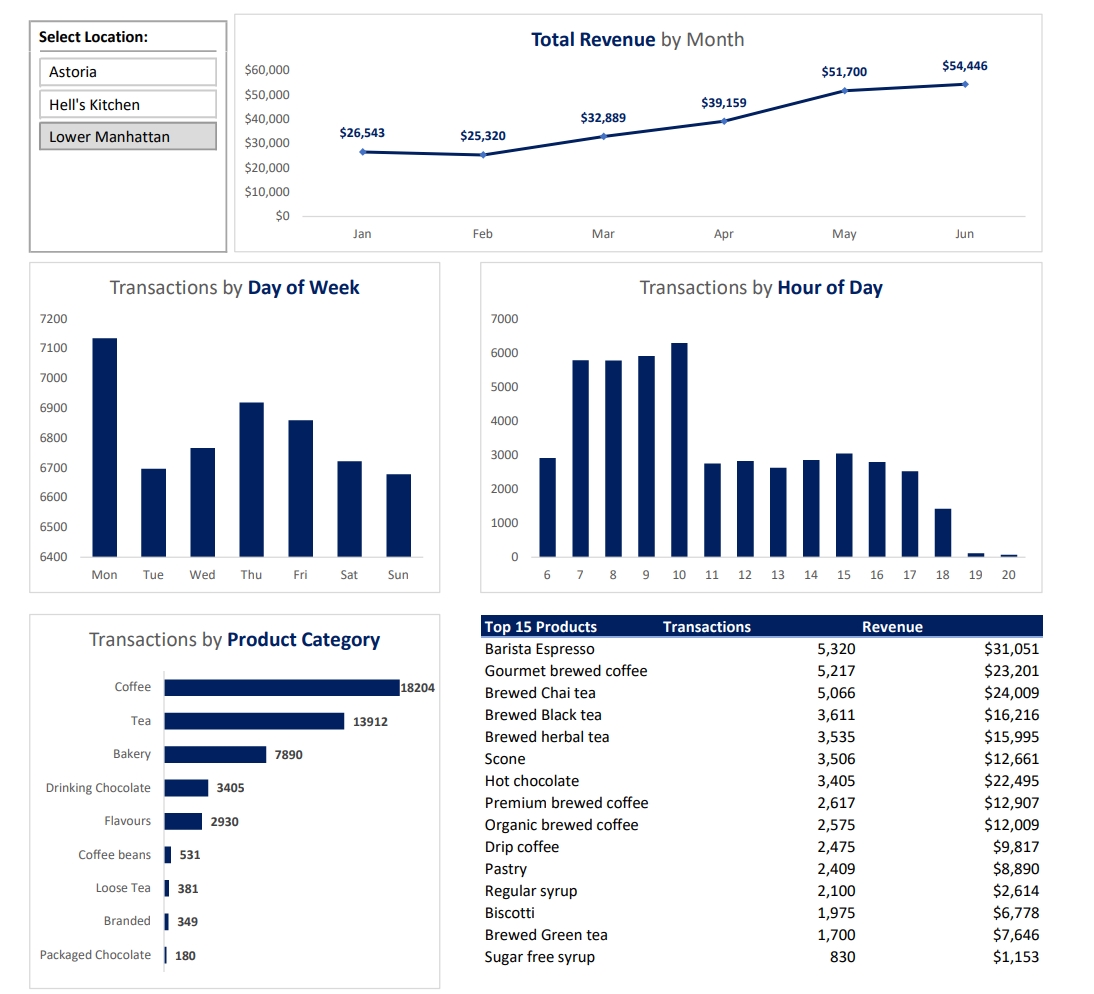 Select Location:
Astoria
Hell's Kitchen
Lower Manhattan
Total Revenue by Month
$60,000
$50,000
$40,000
$30,000
$20,000
$10,000
$0
$26,543
$25,320
$32,889
$39,159
$51,700
$54,446
Jan Feb Mar Apr May Jun
Transactions by Day of Week
7200
7100
7000
6900
6800
6700
6600
6500
6400
Mon Tue Wed Thu Fri Sat Sun
Transactions by Hour of Day
7000
6000
5000
4000
3000
2000
1000
0
6 7 8 9 10 11 12 13 14 15 16 17 18 19 20
Transactions by Product Category
Coffee 18204
Tea 13912
Bakery 7890
Drinking Chocolate 3405
Flavours 2930
Coffee beans 531
Loose Tea 381
Branded 349
Packaged Chocolate 180
Top 15 Products Transactions Revenue
Barista Espresso 5,320 $31,051
Gourmet brewed coffee 5,217 $23,201
Brewed Chai tea 5,066 $24,009
Brewed Black tea 3,611 $16,216
Brewed herbal tea 3,535 $15,995
Scone 3,506 $12,661
Hot chocolate 3,405 $22,495
Premium brewed coffee 2,617 $12,907
Organic brewed coffee 2,575 $12,009
Drip coffee 2,475 $9,817
Pastry 2,409 $8,890
Regular syrup 2,100 $2,614
Biscotti 1,975 $6,778
Brewed Green tea 1,700 $7,646
Sugar free syrup 830 $1,153